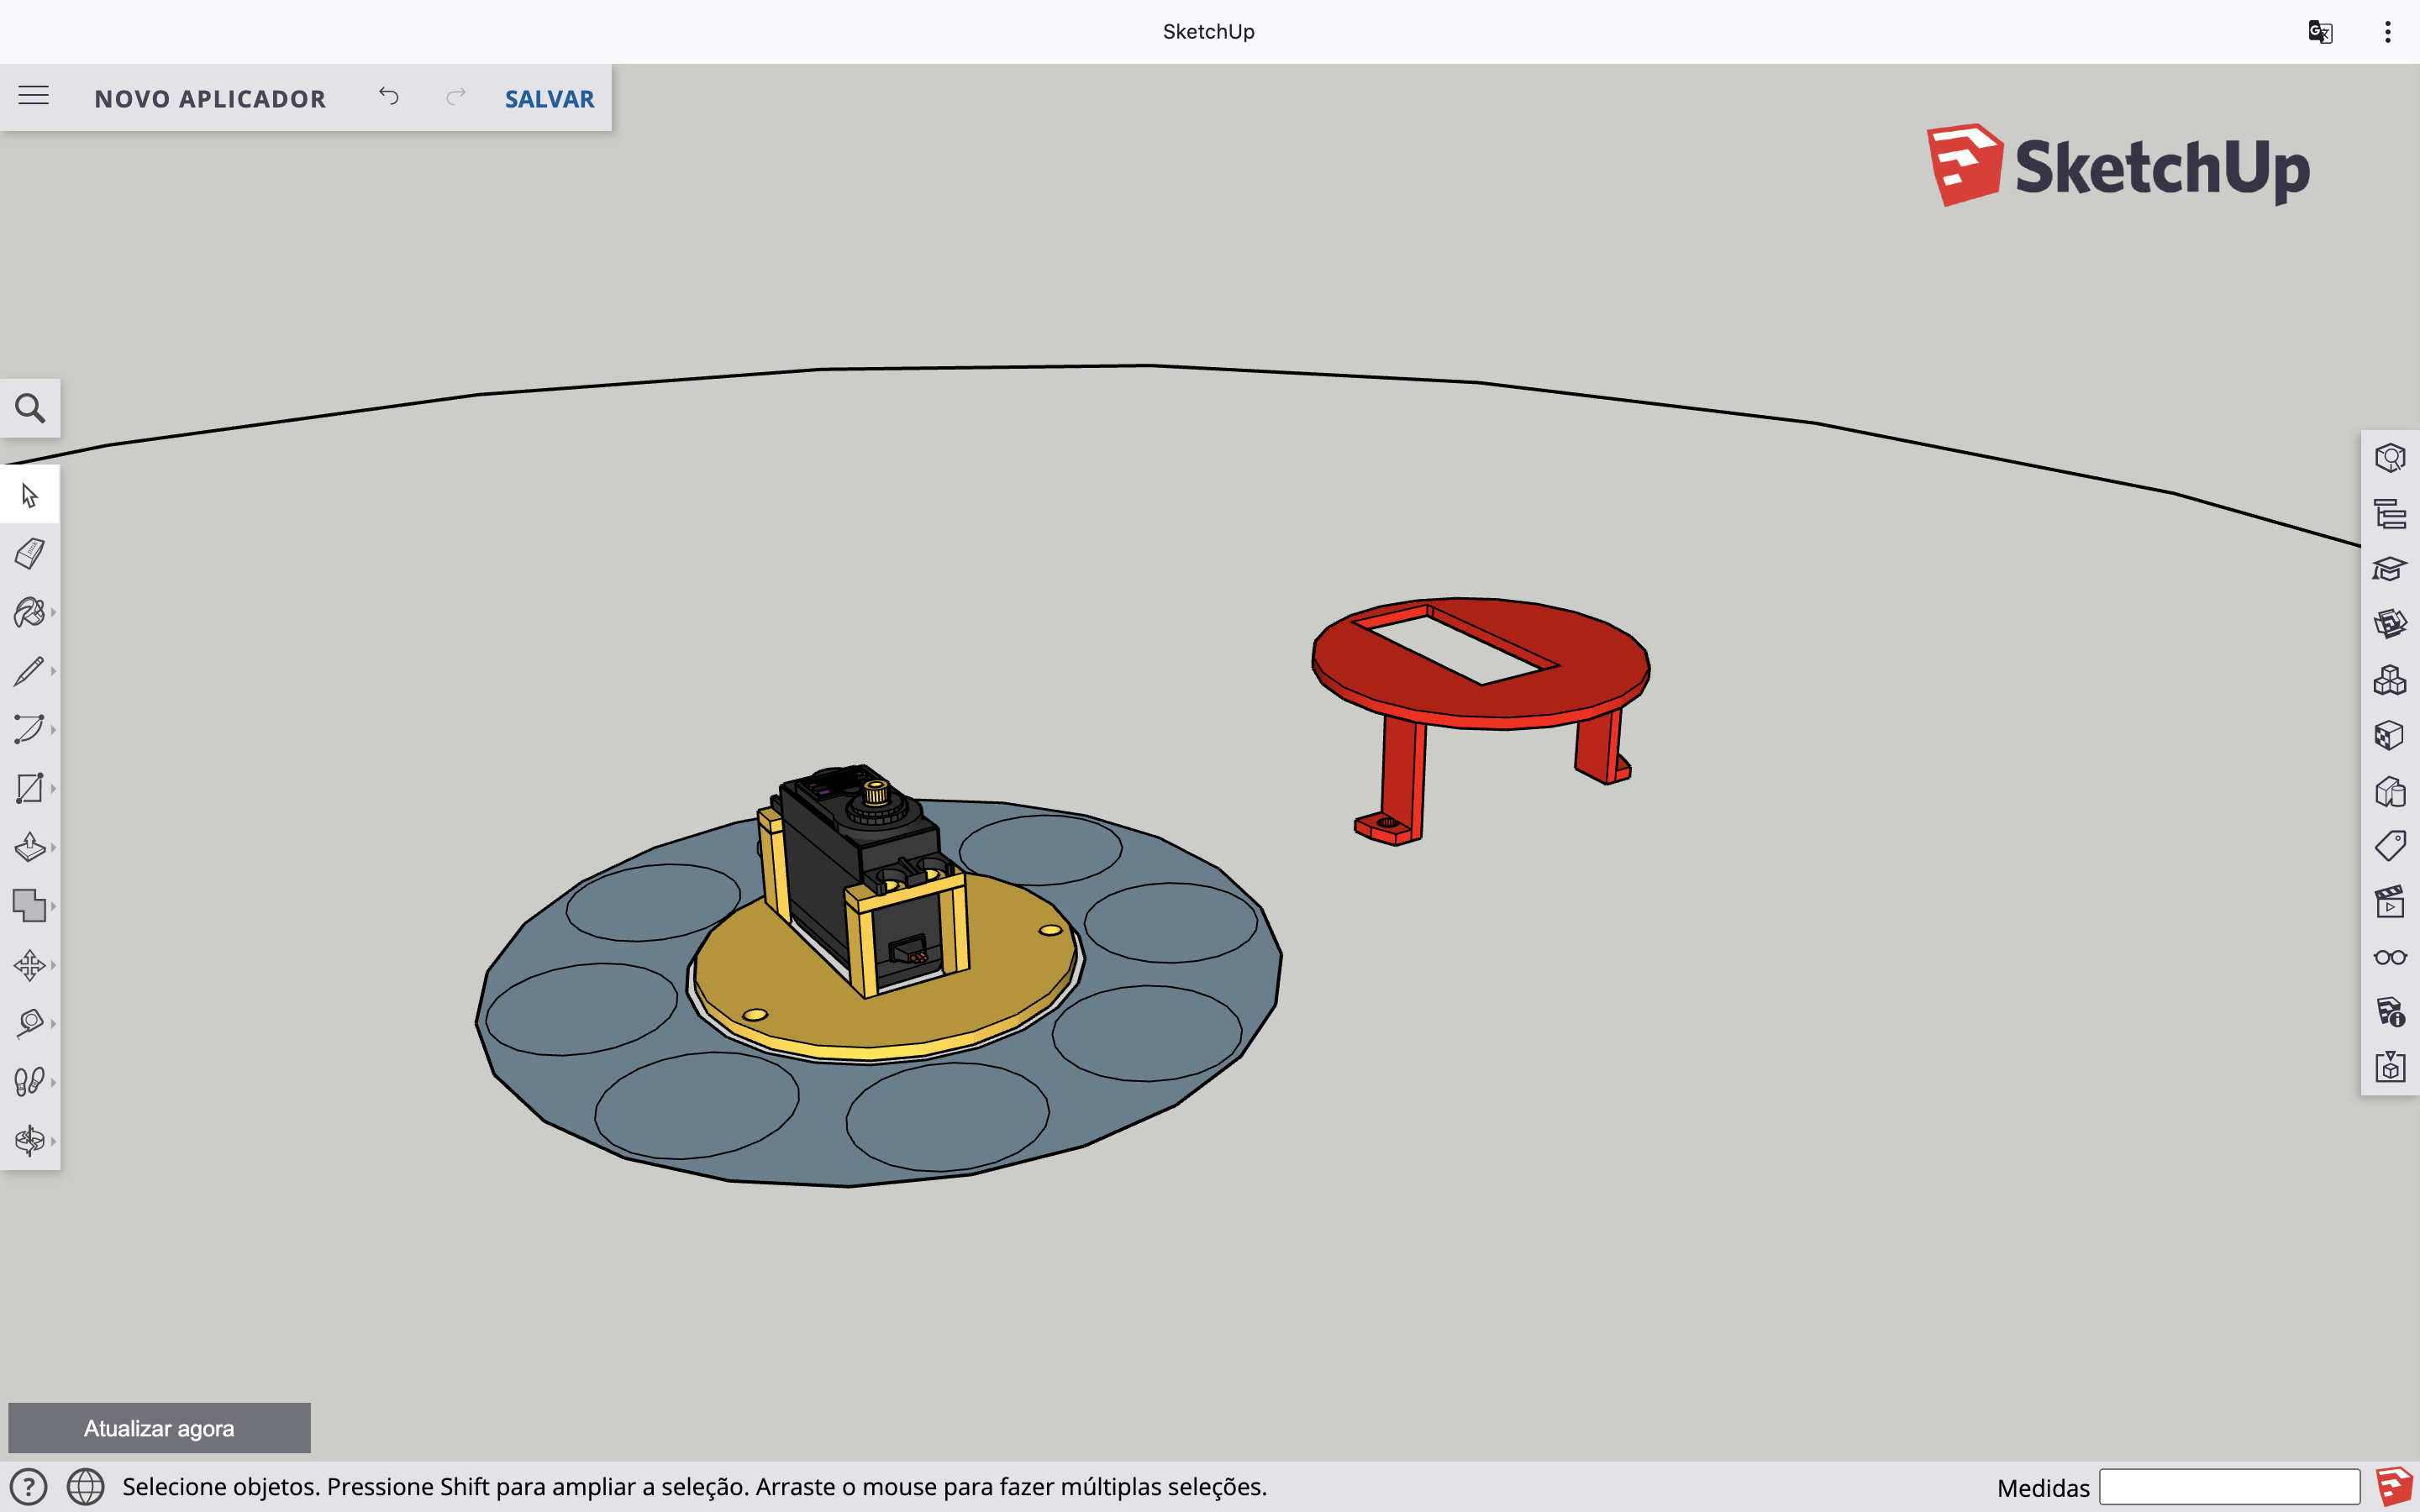 SketchUp
NOVO APLICADOR
SALVAR
SketchUp
Atualizar agora
Selecione objetos. Pressione Shift para ampliar a seleção. Arraste o mouse para fazer múltiplas seleções.
Medidas